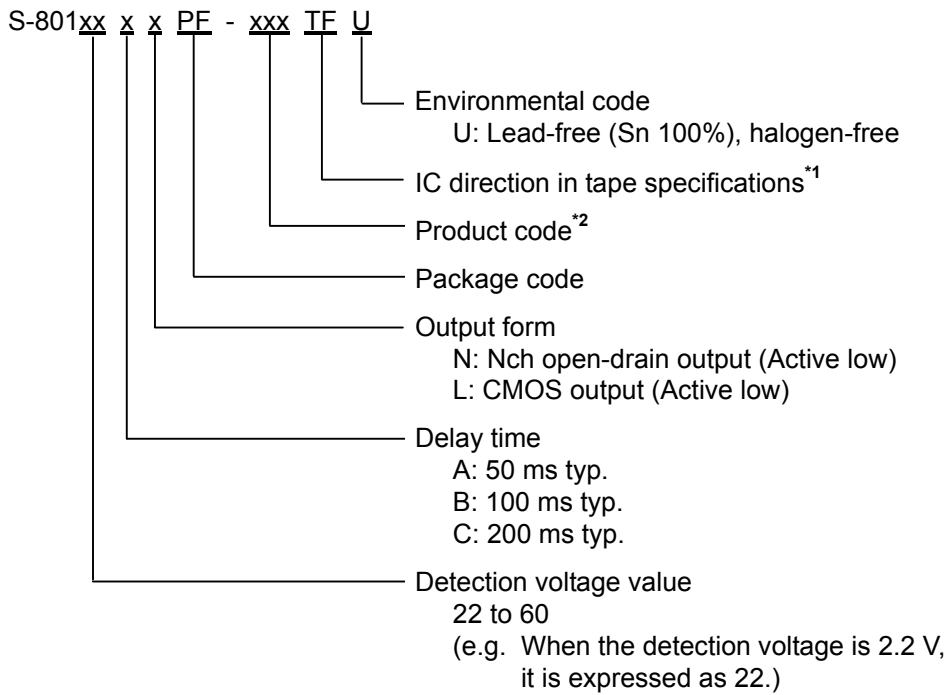 S-801xx x x PF - xxx TF U
Environmental code
U: Lead-free (Sn 100%), halogen-free
IC direction in tape specifications*1
Product code*2
Package code
Output form
N: Nch open-drain output (Active low)
L: CMOS output (Active low)
Delay time
A: 50 ms typ.
B: 100 ms typ.
C: 200 ms typ.
Detection voltage value
22 to 60
(e.g. When the detection voltage is 2.2 V,
it is expressed as 22.)